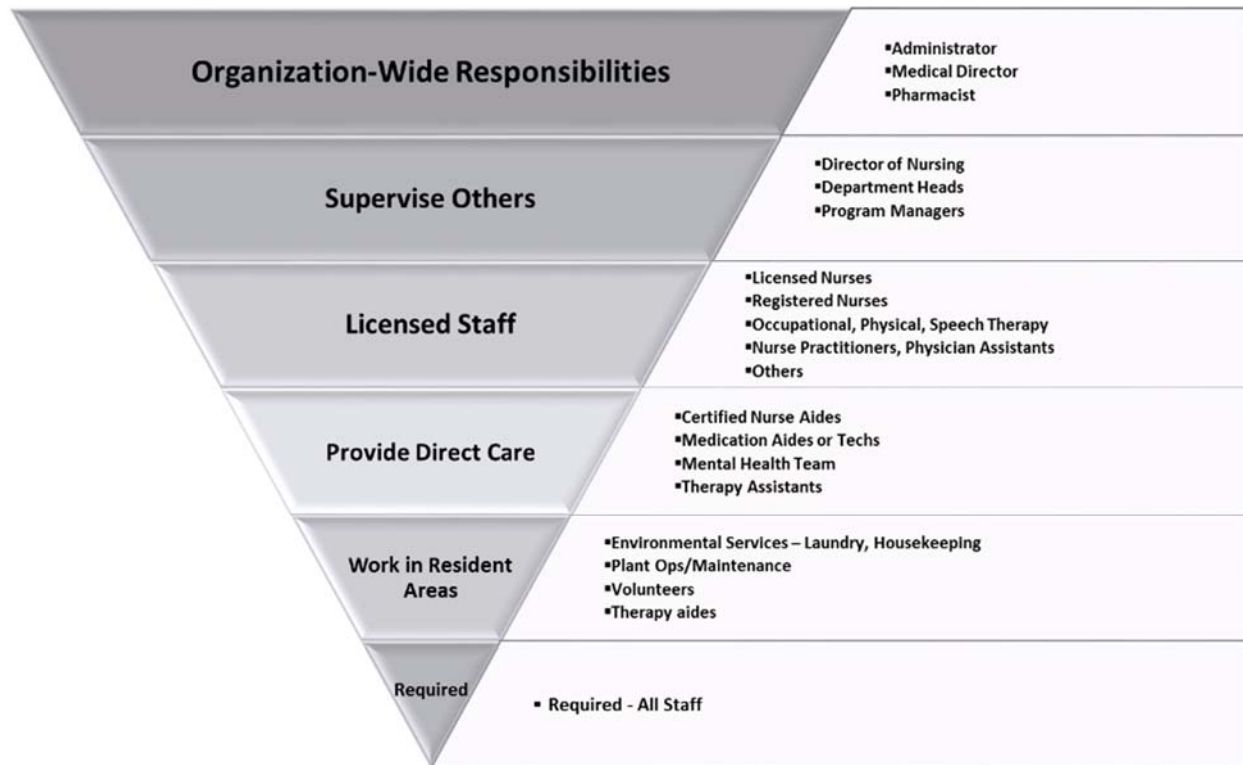 Organization-Wide Responsibilities
▪Administrator
▪Medical Director
▪Pharmacist
Supervise Others
▪Director of Nursing
▪Department Heads
▪Program Managers
Licensed Staff
▪Licensed Nurses
▪Registered Nurses
▪Occupational, Physical, Speech Therapy
▪Nurse Practitioners, Physician Assistants
▪Others
Provide Direct Care
▪Certified Nurse Aides
▪Medication Aides or Techs
▪Mental Health Team
▪Therapy Assistants
Work in Resident
Areas
▪Environmental Services – Laundry, Housekeeping
▪Plant Ops/Maintenance
▪Volunteers
▪Therapy aides
Required
▪ Required - All Staff